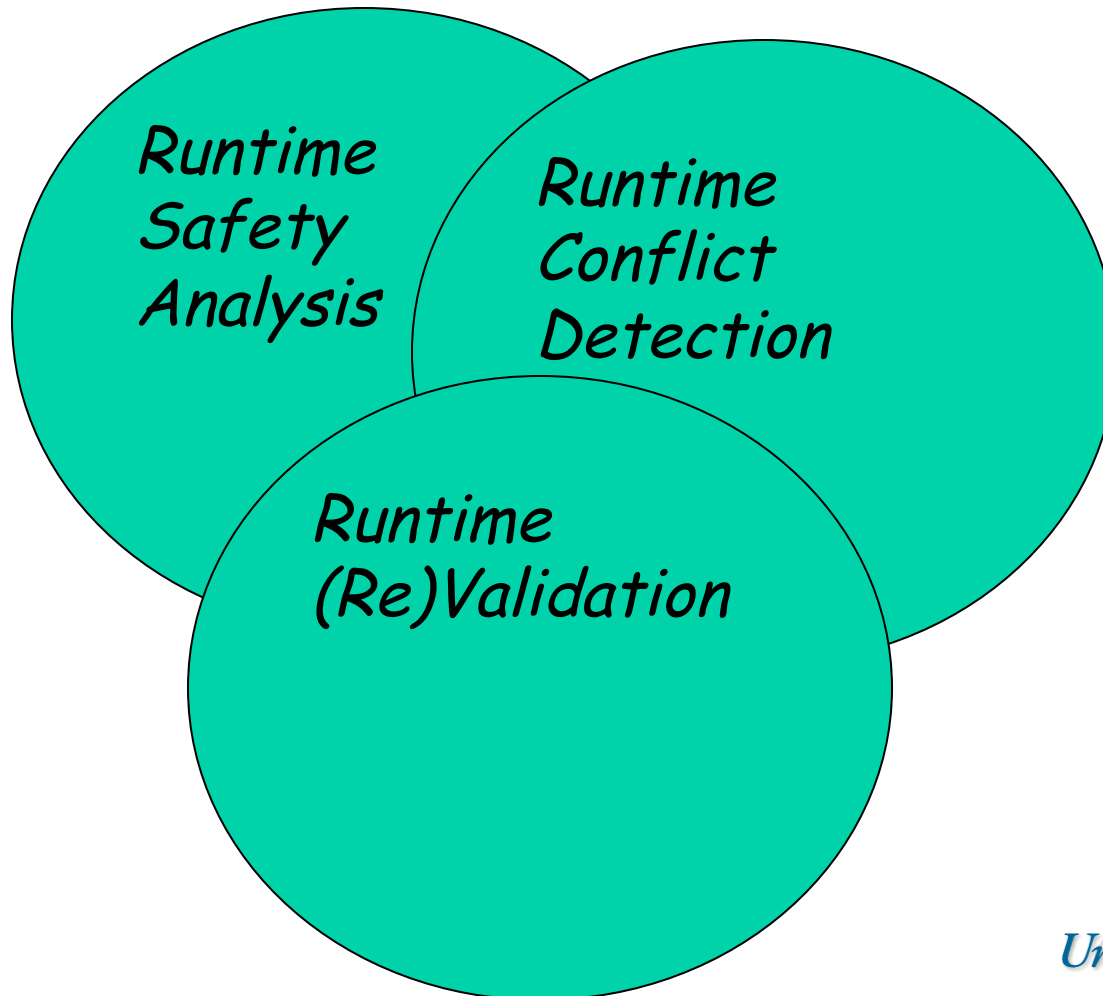 Runtime
Safety
Analysis
Runtime
Conflict
Detection
Runtime
(Re)Validation